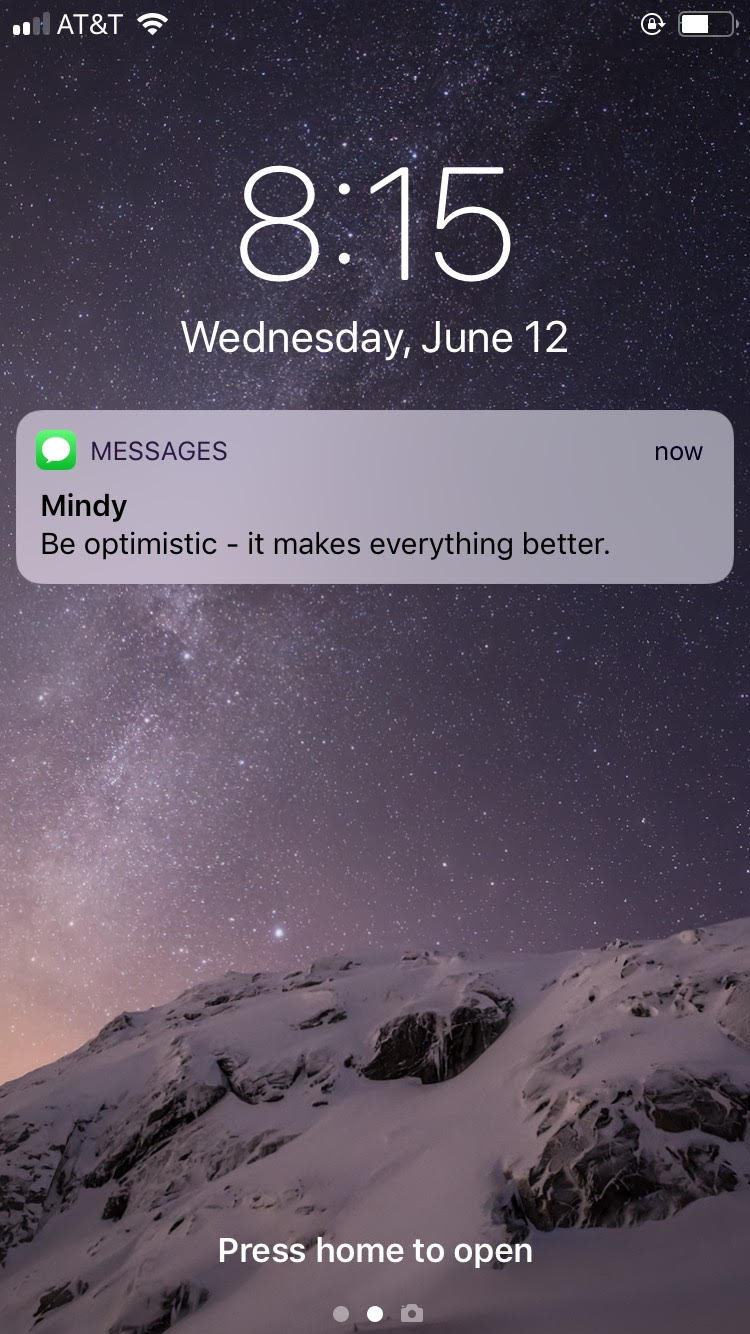 AT&T
8:15
Wednesday, June 12
MESSAGES now
Mindy
Be optimistic - it makes everything better.
Press home to open